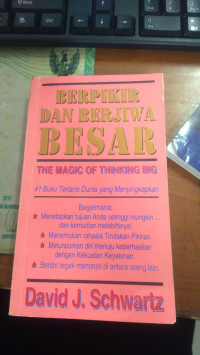 BERPIKIR
DAN BERJIWA
BESAR
THE MAGIC OF THINKING BIG
#1 Buku Terlaris Dunia yang Menyingkapkan
Bagaimana:
★ Menetapkan tujuan Anda setinggi mungkin ...
dan kemudian melebihinya!
★ Menemukan rahasia Tindakan Pikiran.
★ Meluncurkan diri menuju keberhasilan
dengan Kekuatan Keyakinan.
★ Berdiri tegak menonjol di antara orang lain.
David J. Schwartz